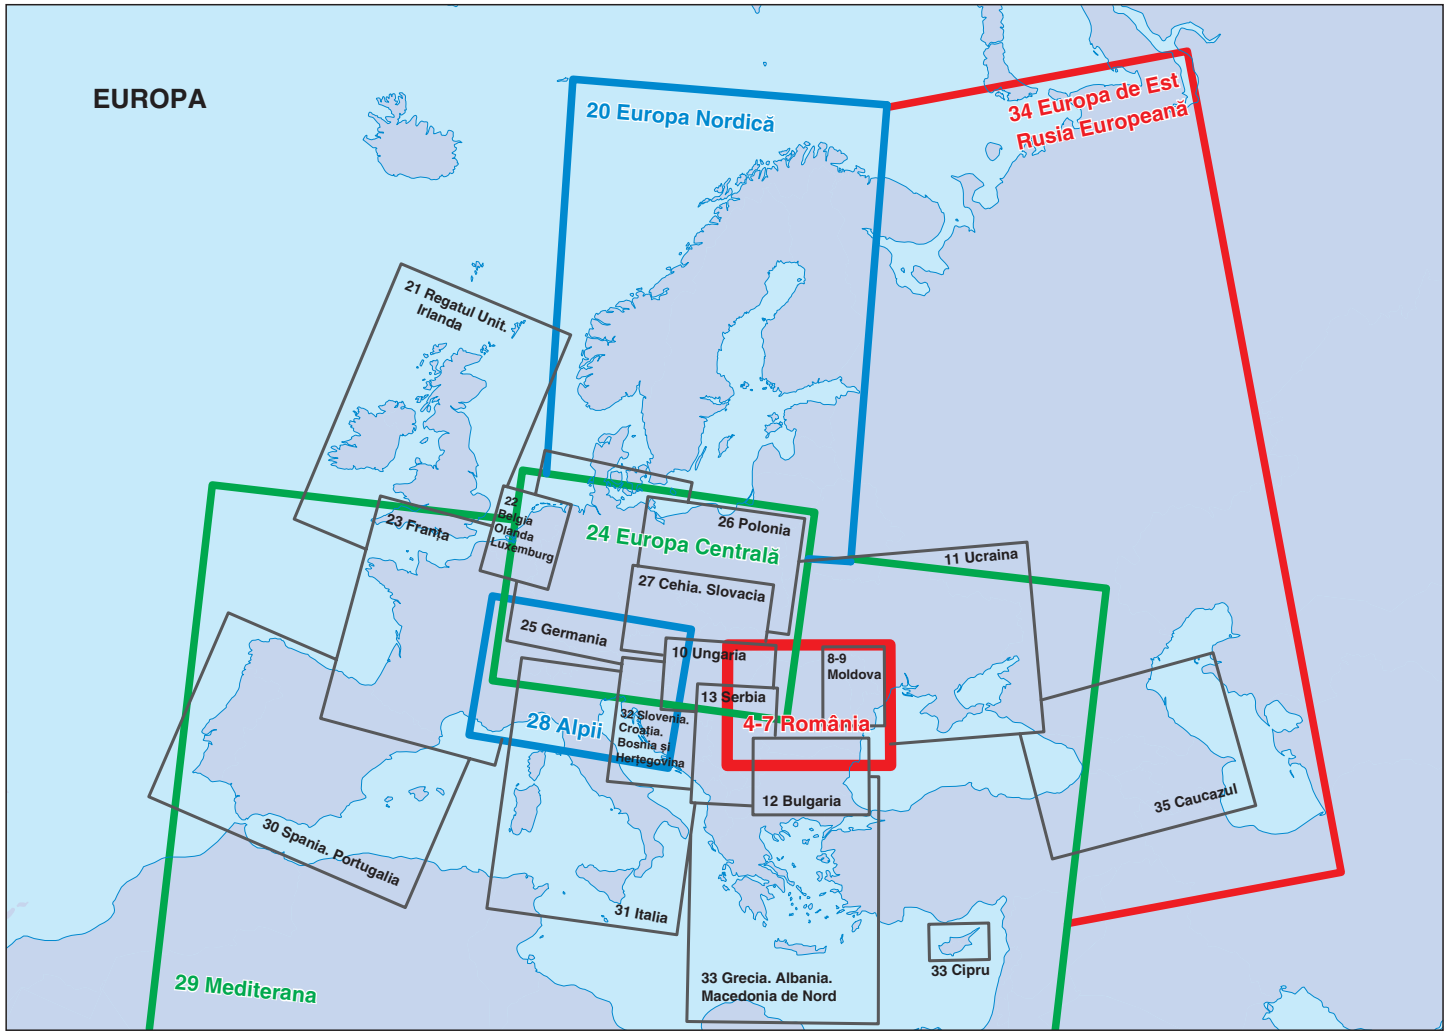 EUROPA
20 Europa Nordică
34 Europa de Est
Rusia Europeană
21 Regatul Unit.
Irlanda
22
Belgia
Olanda
Luxemburg
23 Franța
24 Europa Centrală
26 Polonia
11 Ucraina
27 Cehia. Slovacia
25 Germania
10 Ungaria
8-9
Moldova
13 Serbia
4-7 România
28 Alpii
32 Slovenia.
Croația.
Bosnia și
Herțegovina
12 Bulgaria
35 Caucazul
30 Spania. Portugalia
31 Italia
33 Grecia. Albania.
Macedonia de Nord
33 Cipru
29 Mediterana